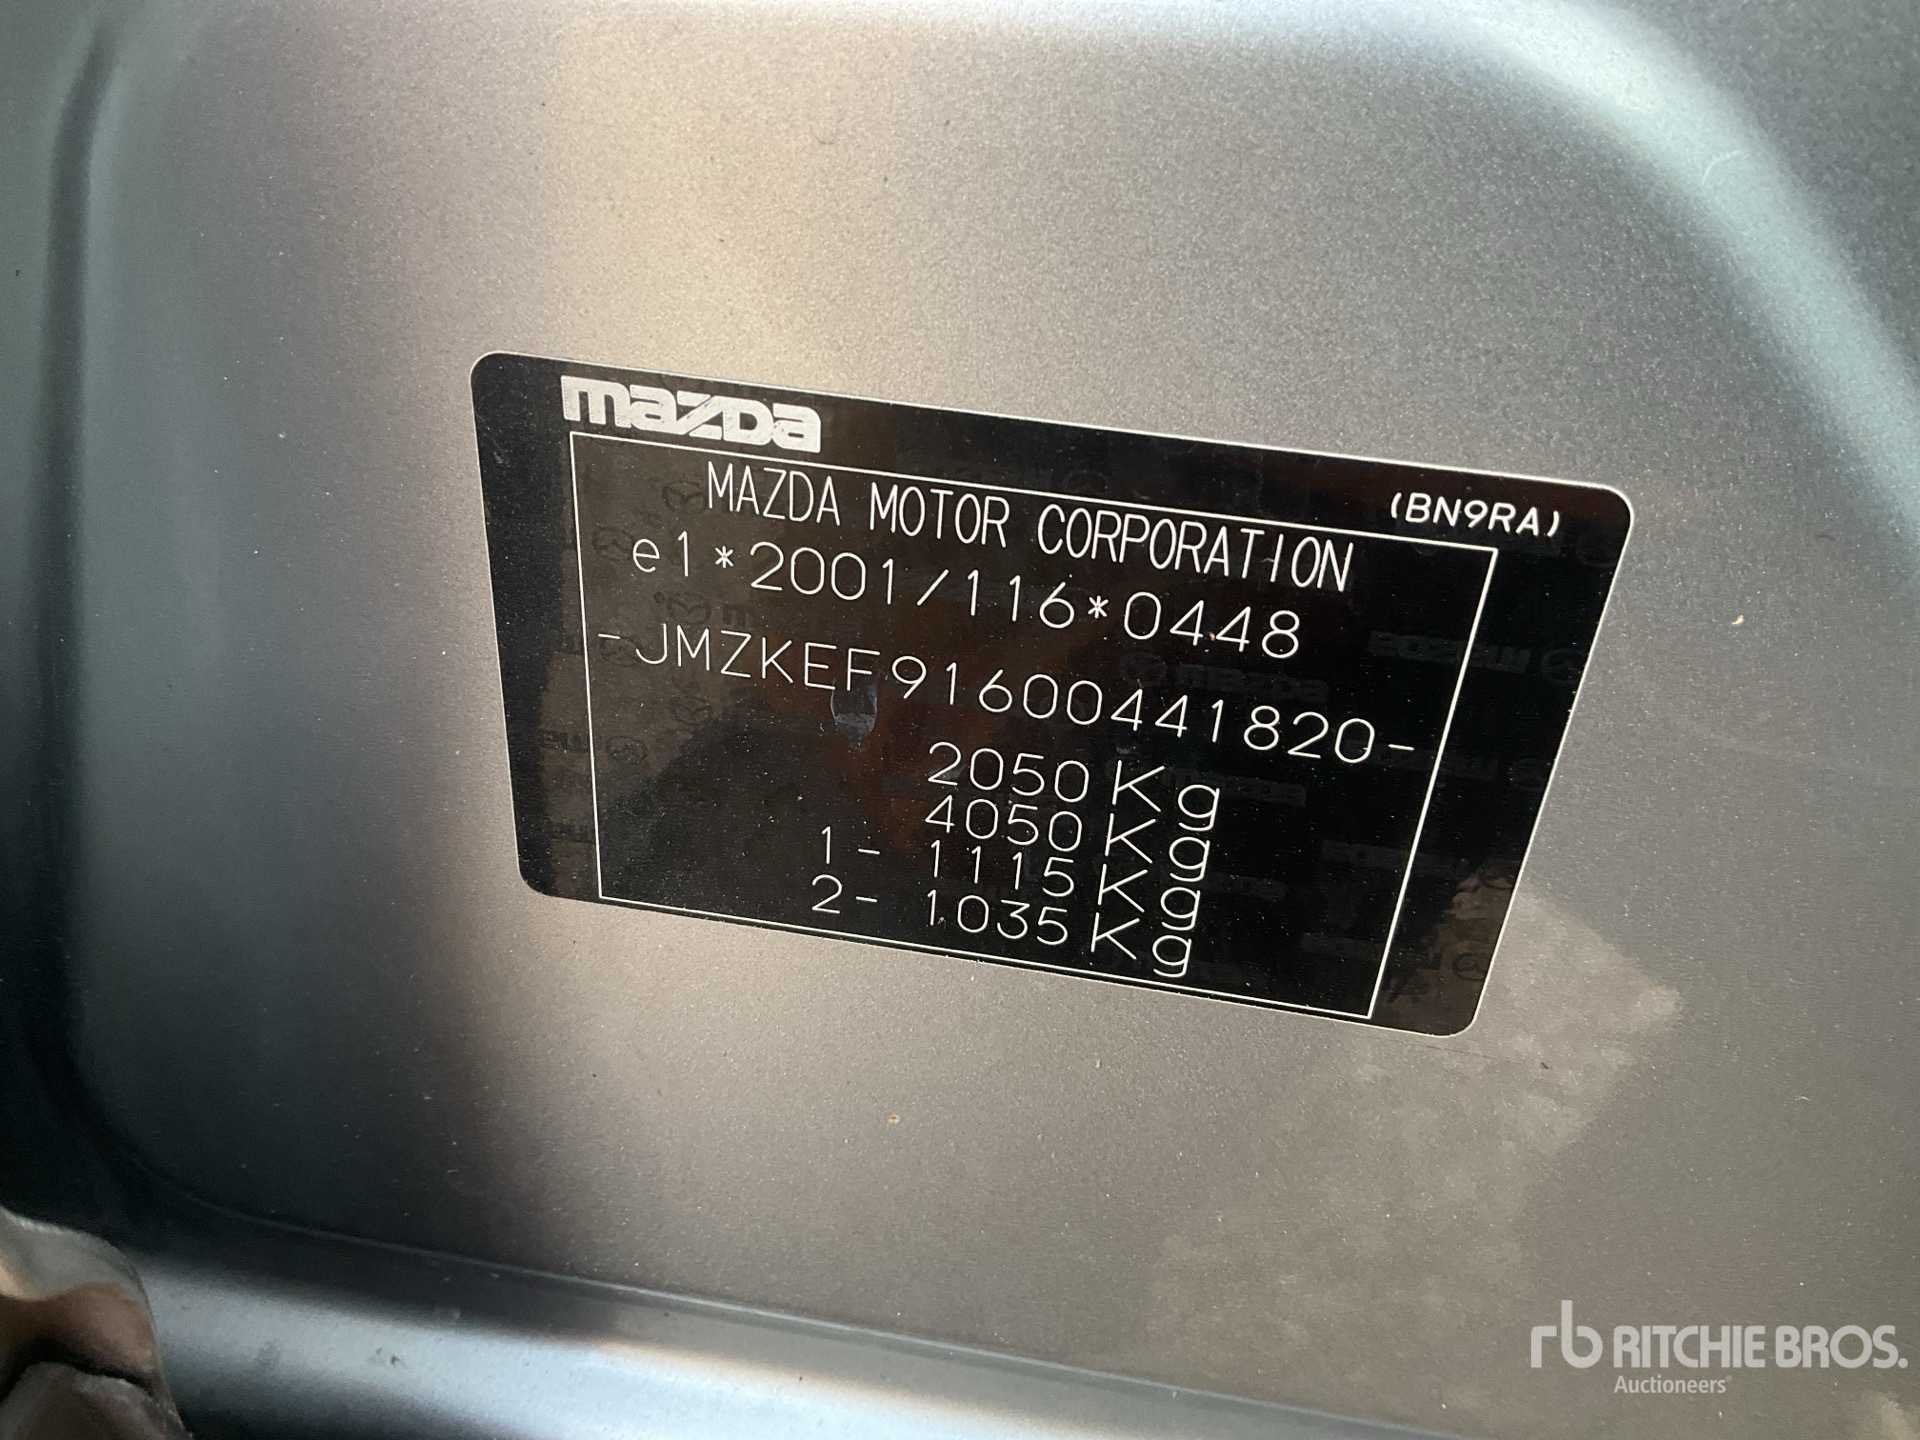 mazda
(BN9RA)
MAZDA MOTOR CORPORATION
e1*2001/116*0448
-JMZKEF91600441820-
2050Kg
4050Kg
1- 1115Kg
2- 1035Kg
rb RITCHIE BROS.
Auctioneers